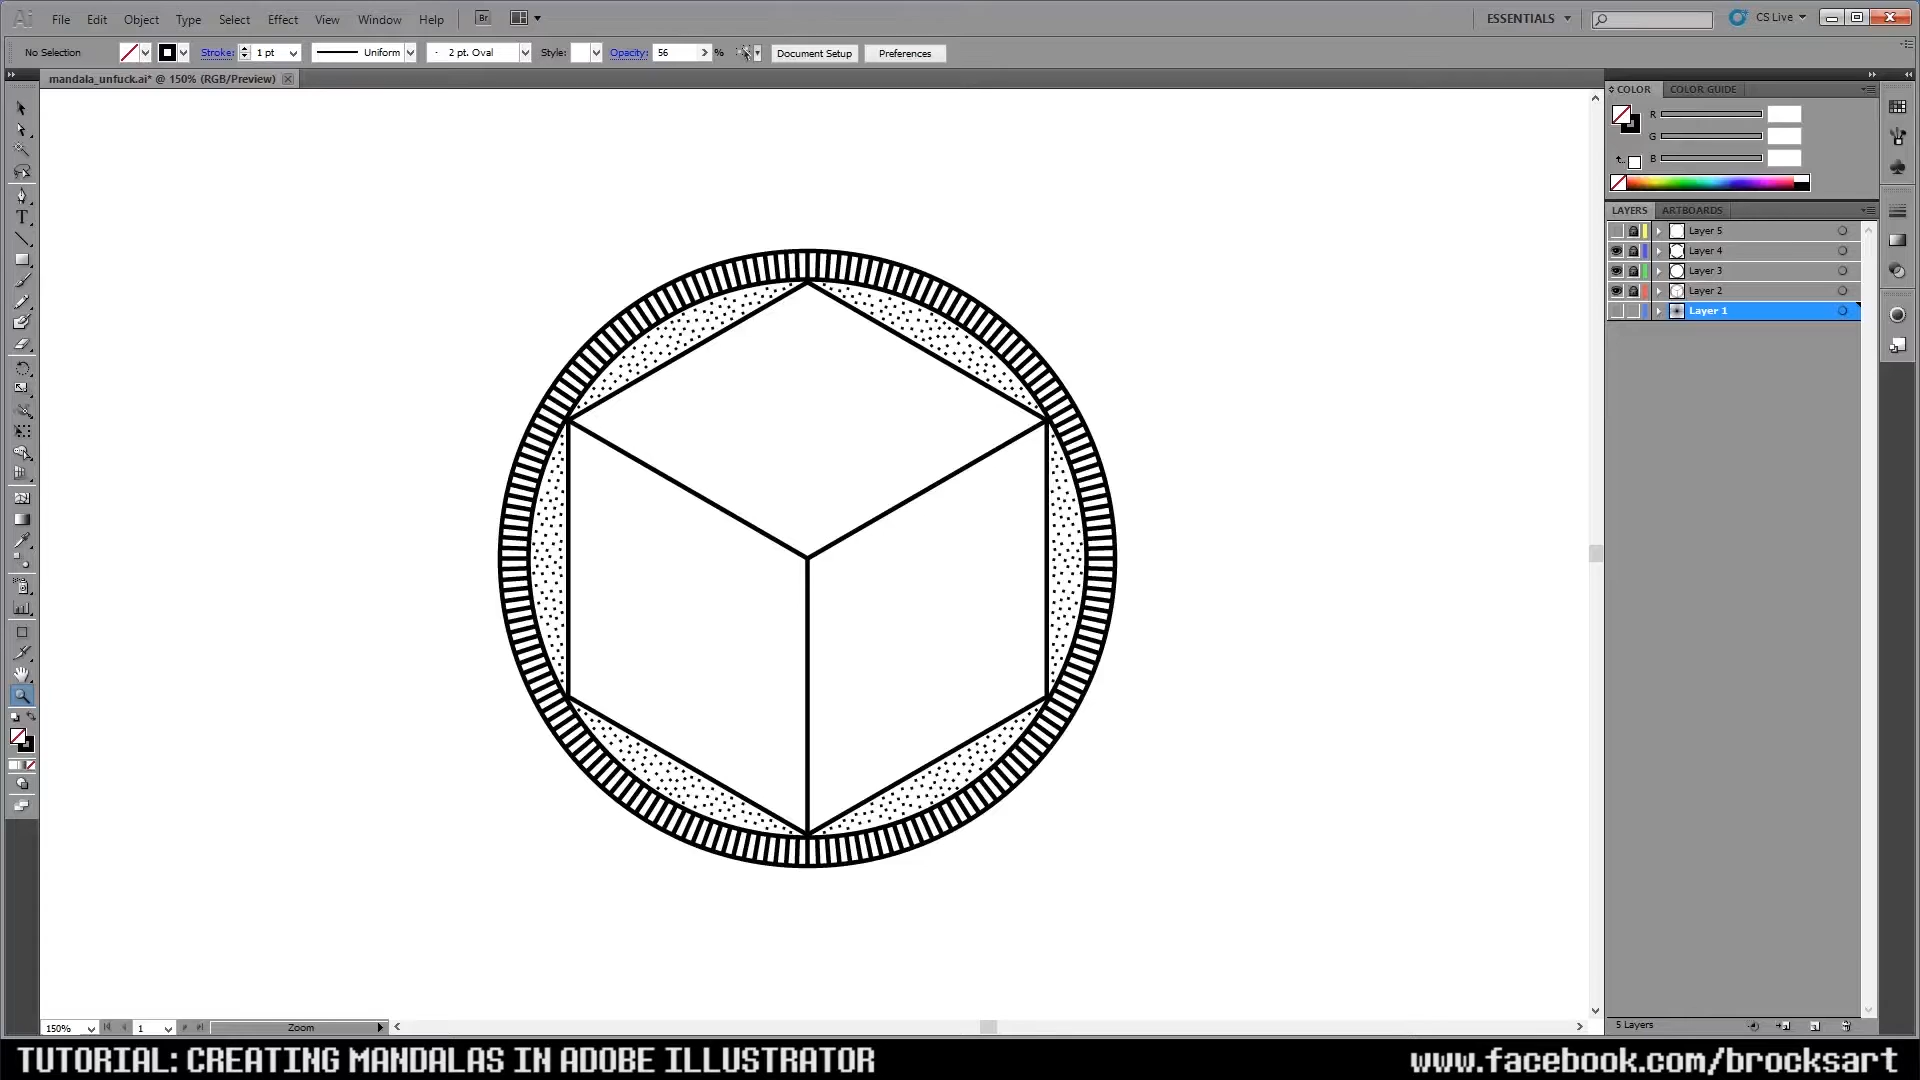 Ai File Edit Object Type Select Effect View Window Help Br ESSENTIALS CS Live
No Selection Stroke: 1 pt Uniform 2 pt. Oval Style: Opacity: 56 % Document Setup Preferences
mandala_unfuck.ai* @ 150% (RGB/Preview)
COLOR COLOR GUIDE
R
G
B
LAYERS ARTBOARDS
Layer 5
Layer 4
Layer 3
Layer 2
Layer 1
5 Layers
150% 1 Zoom
TUTORIAL: CREATING MANDALAS IN ADOBE ILLUSTRATOR www.facebook.com/brocksart